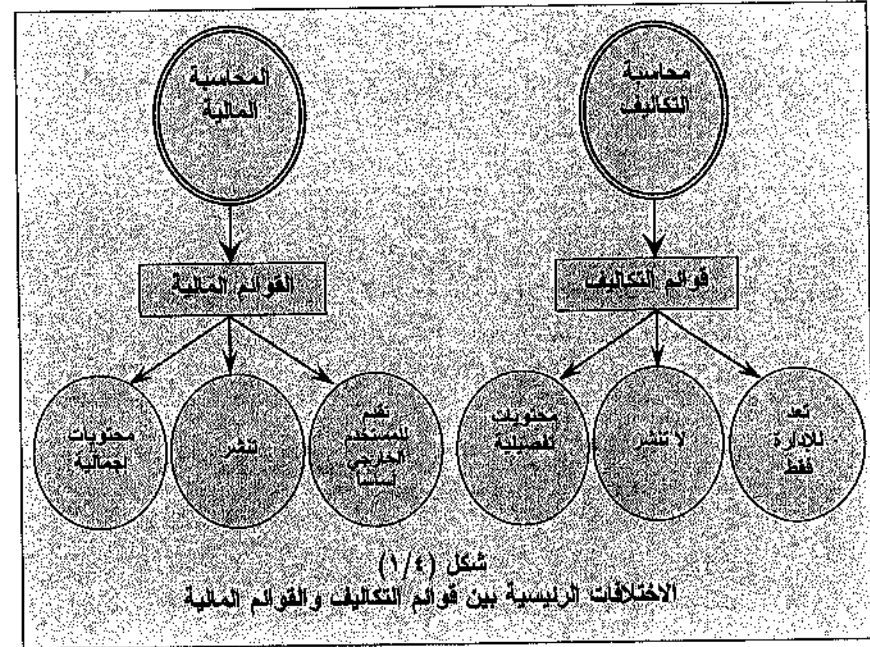 محاسبة
التكاليف
المحاسبة
المالية
قوائم التكاليف
القوائم المالية
تعد
للإدارة
فقط
لا تنشر
محتويات
تفصيلية
تقدم
للمستخدم
الخارجي
أساسا
تنشر
محتويات
إجمالية
شكل (١/٤)
الاختلافات الرئيسية بين قوائم التكاليف والقوائم المالية